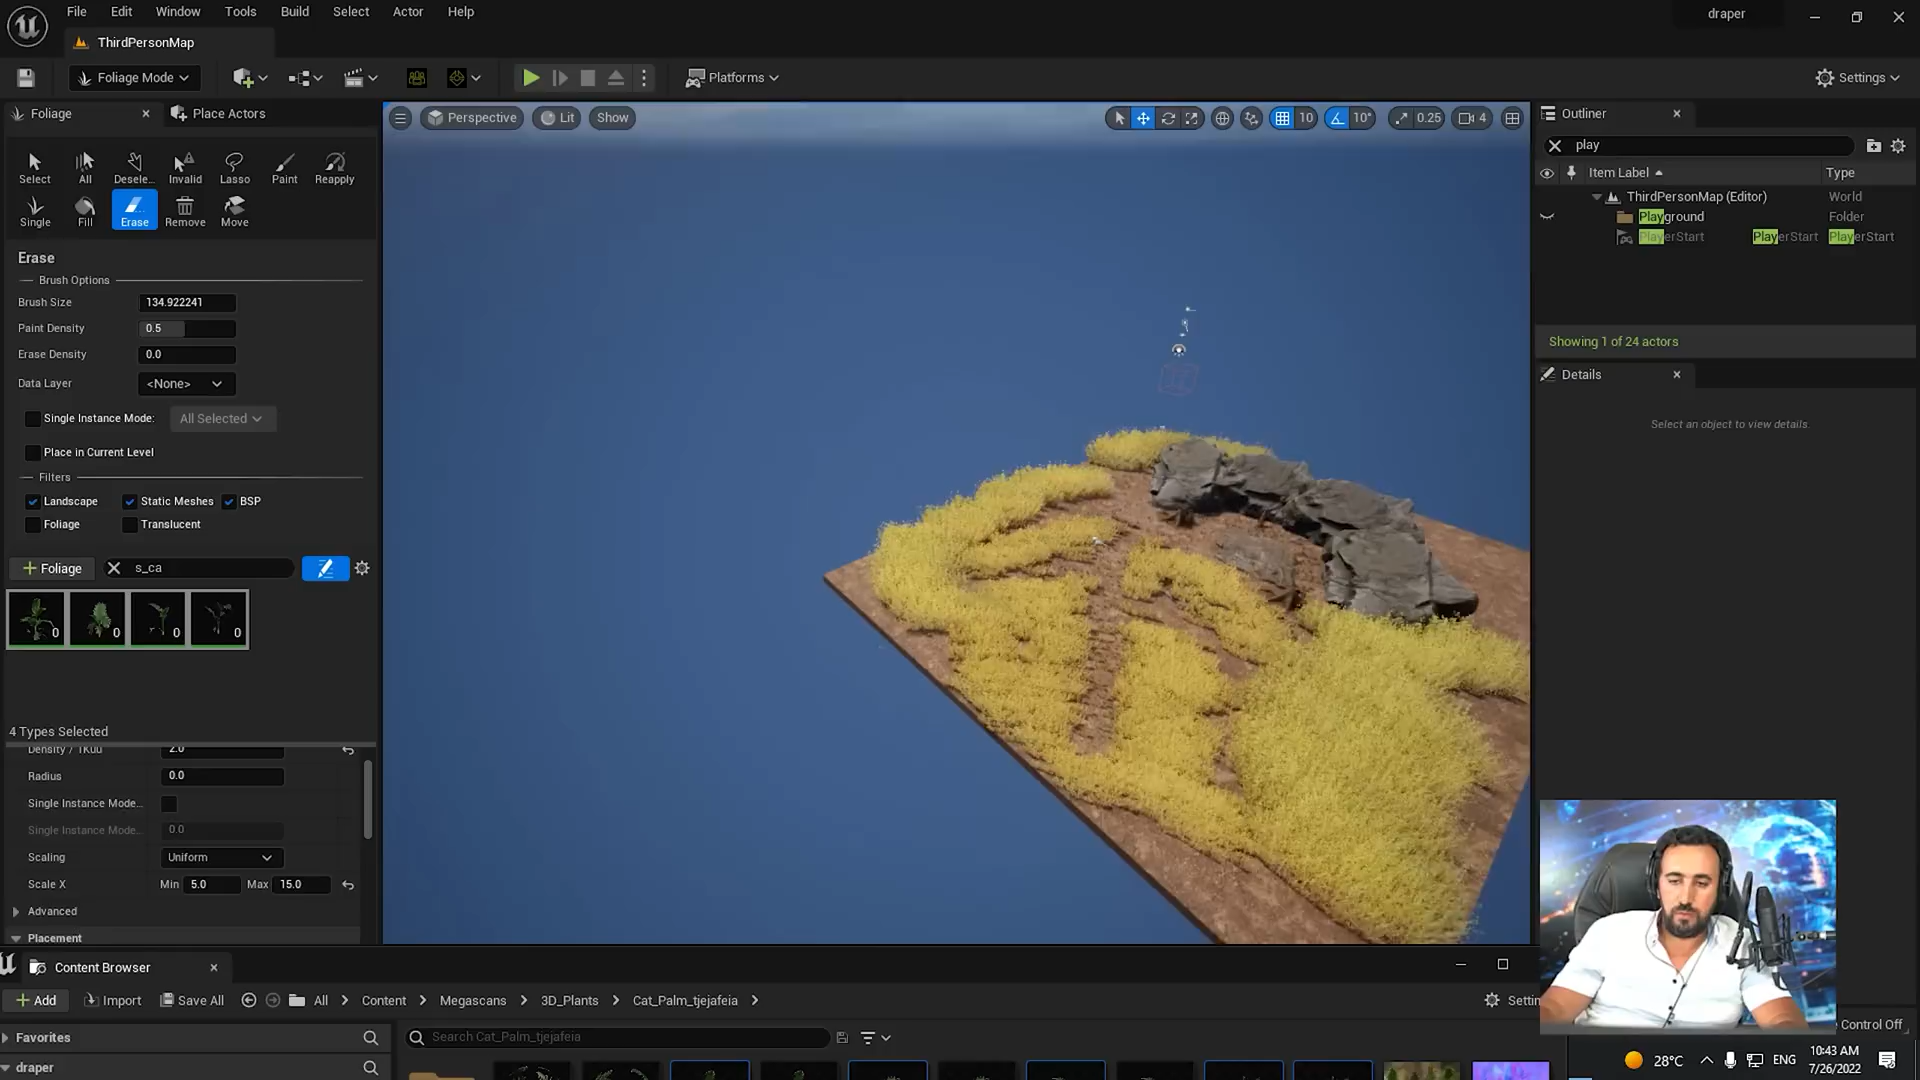 File Edit Window Tools Build Select Actor Help
draper
ThirdPersonMap
Foliage Mode
Platforms
Settings
Foliage
Place Actors
Perspective
Lit
Show
10
10°
0.25
4
Outliner
play
Item Label
Type
ThirdPersonMap (Editor) World
Playground Folder
PlayerStart PlayerStart PlayerStart
Showing 1 of 24 actors
Details
Select an object to view details.
Select All Desele... Invalid Lasso Paint Reapply
Single Fill Erase Remove Move
Erase
Brush Options
Brush Size 134.922241
Paint Density 0.5
Erase Density 0.0
Data Layer <None>
Single Instance Mode: All Selected
Place in Current Level
Filters
Landscape Static Meshes BSP
Foliage Translucent
+ Foliage s_ca
0 0 0 0
4 Types Selected
Density / 1Kuu 2.0
Radius 0.0
Single Instance Mode...
Single Instance Mode... 0.0
Scaling Uniform
Scale X Min 5.0 Max 15.0
Advanced
Placement
Content Browser
+ Add Import Save All All Content Megascans 3D_Plants Cat_Palm_tjejafeia
Favorites
Search Cat_Palm_tjejafeia
draper
Control Off
28°C
ENG
10:43 AM
7/26/2022